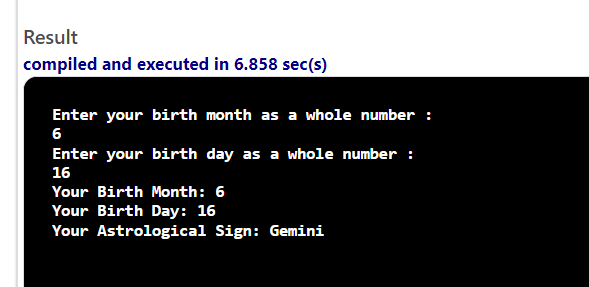 Result
compiled and executed in 6.858 sec(s)
Enter your birth month as a whole number :
6
Enter your birth day as a whole number :
16
Your Birth Month: 6
Your Birth Day: 16
Your Astrological Sign: Gemini